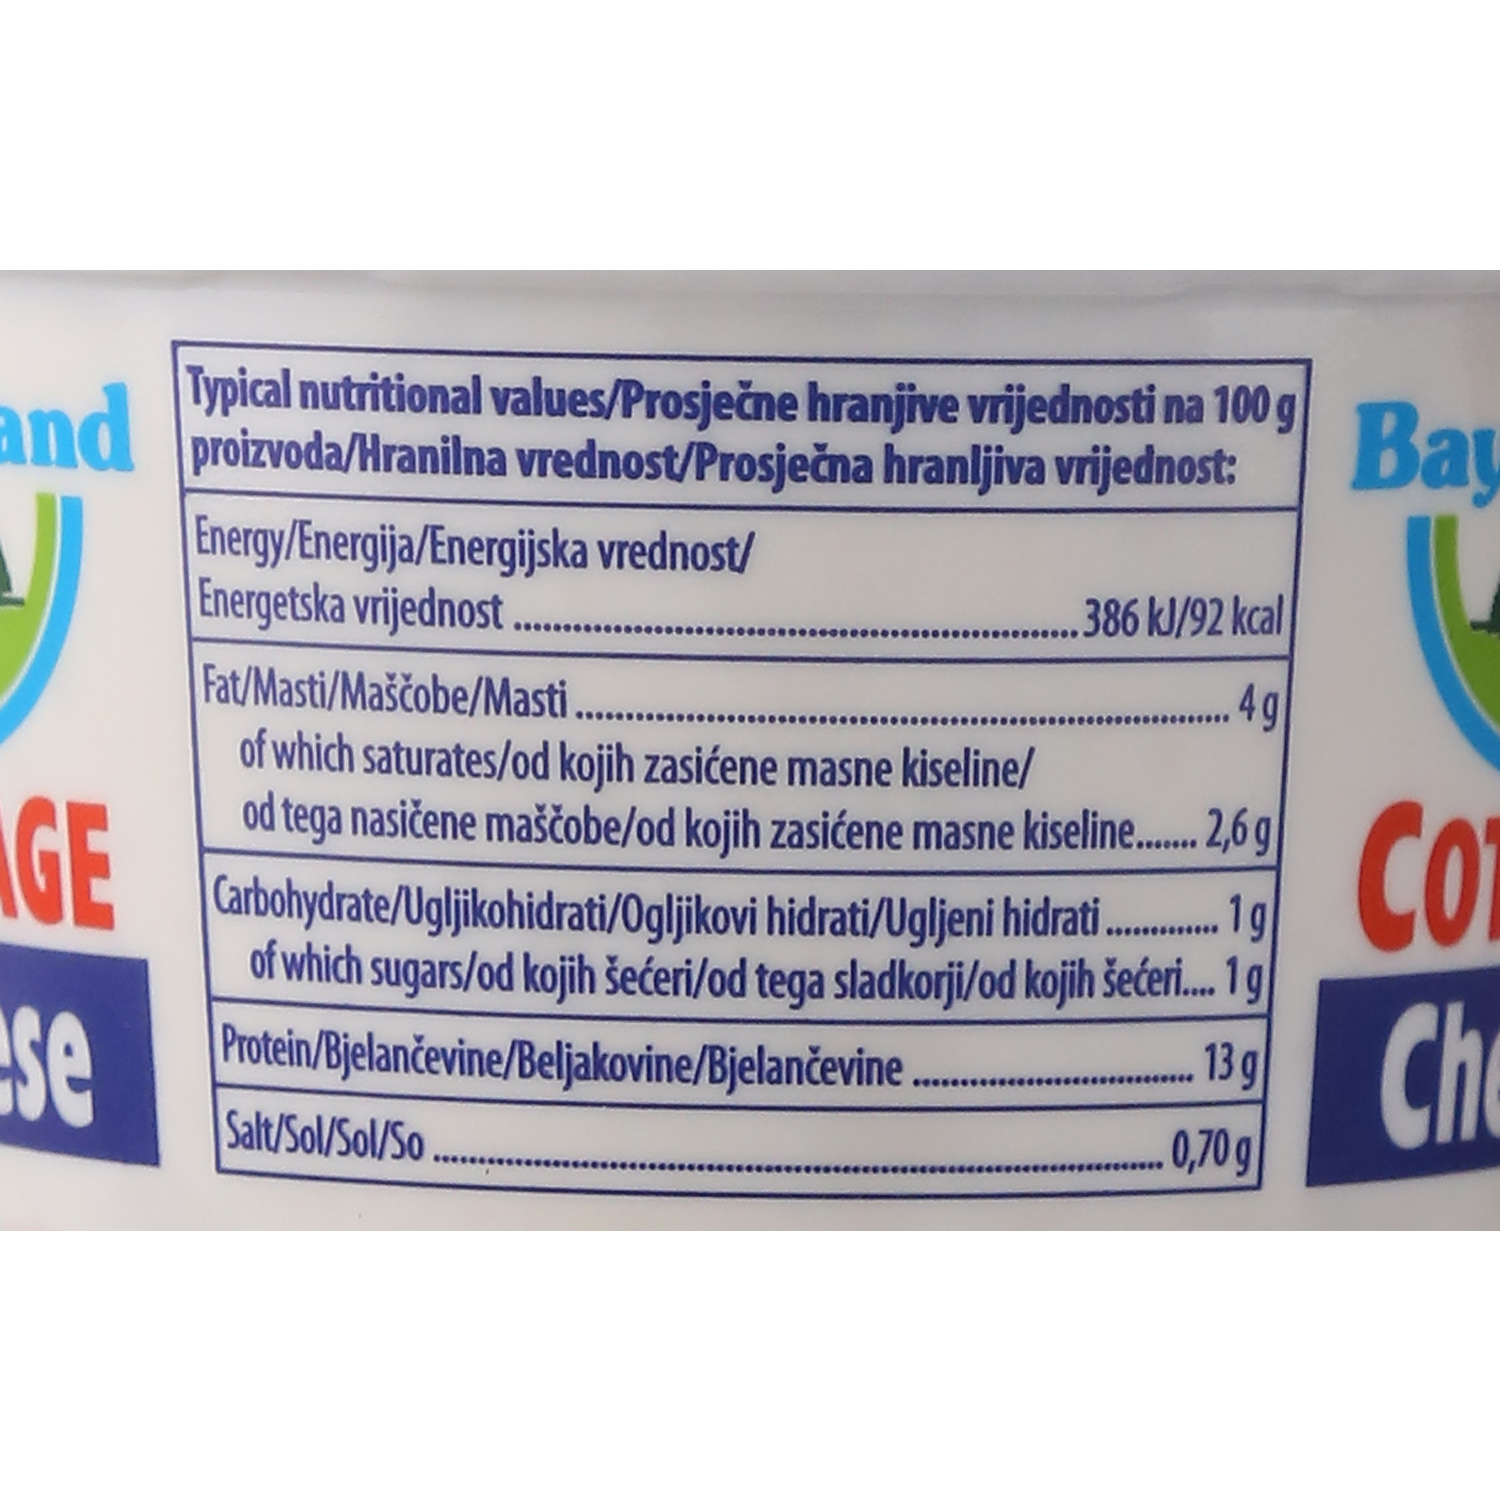 Typical nutritional values/Prosječne hranjive vrijednosti na 100 g
proizvoda/Hranilna vrednost/Prosječna hranljiva vrijednost:
Energy/Energija/Energijska vrednost/
Energetska vrijednost ........ 386 kJ/92 kcal
Fat/Masti/Maščobe/Masti ........ 4 g
of which saturates/od kojih zasićene masne kiseline/
od tega nasičene maščobe/od kojih zasićene masne kiseline....... 2,6 g
Carbohydrate/Ugljikohidrati/Ogljikovi hidrati/Ugljeni hidrati .............. 1 g
of which sugars/od kojih šećeri/od tega sladkorji/od kojih šećeri.... 1 g
Protein/Bjelančevine/Beljakovine/Bjelančevine ........ 13 g
Salt/Sol/Sol/So ........ 0,70 g
and
AGE
ese
Bay
COT
Che